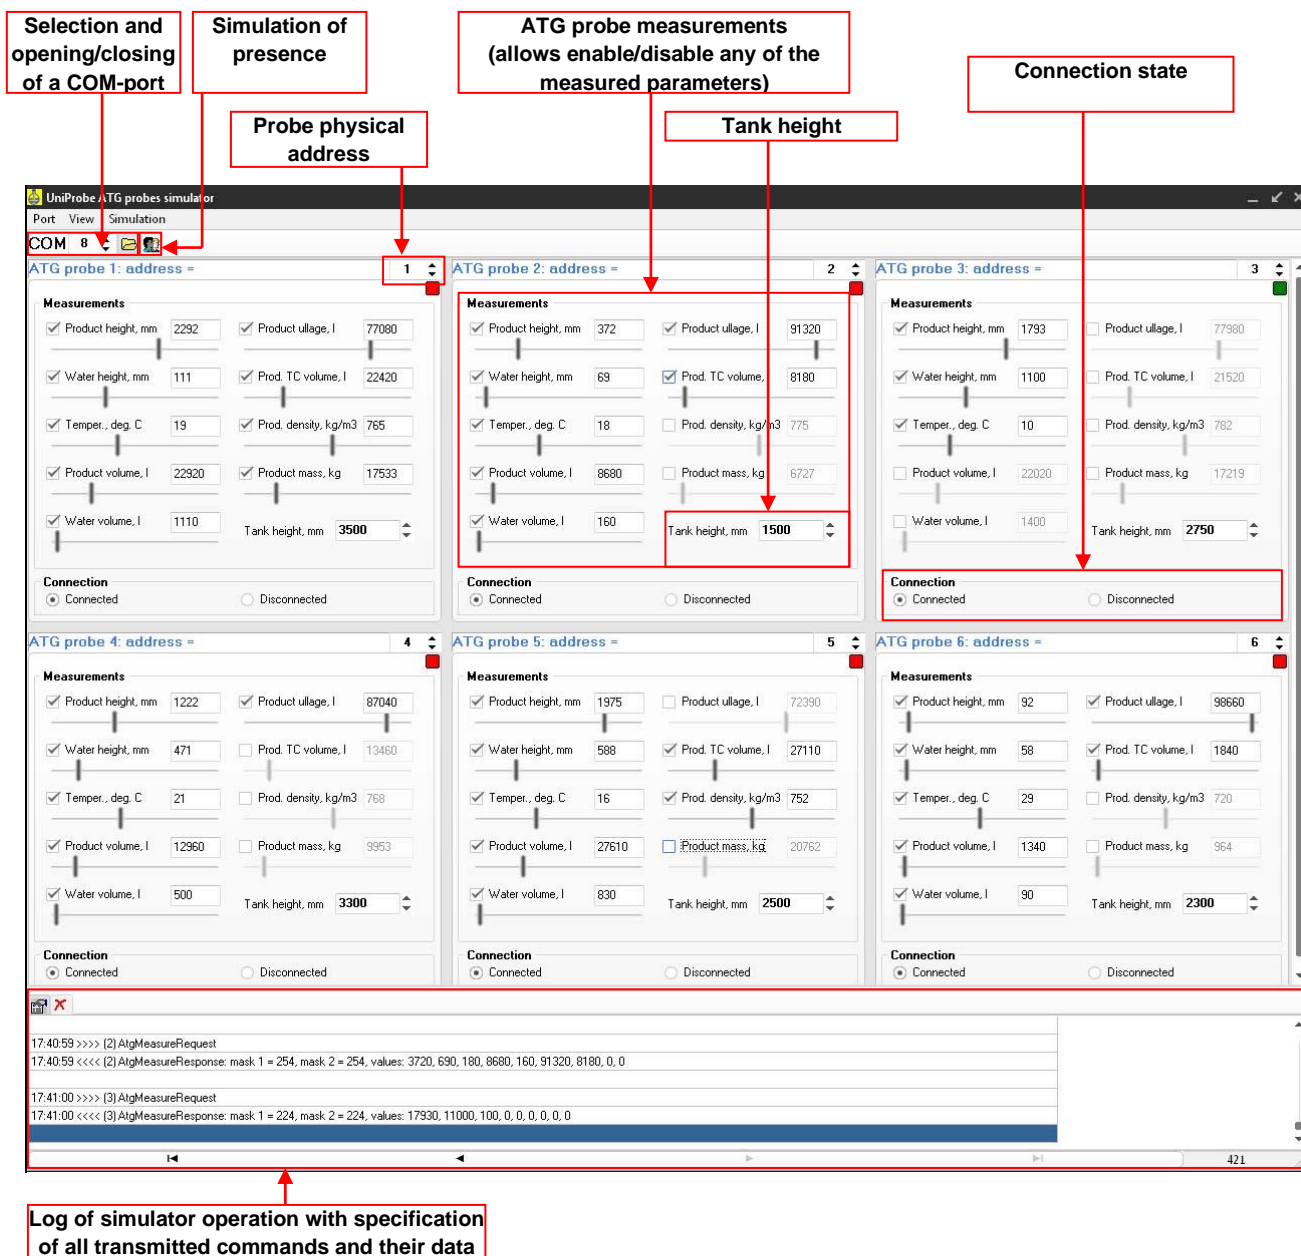 Selection and
opening/closing
of a COM-port
Simulation of
presence
ATG probe measurements
(allows enable/disable any of the
measured parameters)
Connection state
Probe physical
address
Tank height
UniProbe ATG probes simulator
Port View Simulation
COM 8
ATG probe 1: address = 1
ATG probe 2: address = 2
ATG probe 3: address = 3
Measurements
Measurements
Measurements
Product height, mm 2292 Product ullage, l 77080
Product height, mm 372 Product ullage, l 91320
Product height, mm 1793 Product ullage, l 77980
Water height, mm 111 Prod. TC volume, l 22420
Water height, mm 69 Prod. TC volume, 8180
Water height, mm 1100 Prod. TC volume, l 21520
Temper., deg. C 19 Prod. density, kg/m3 765
Temper., deg. C 18 Prod. density, kg/m3 775
Temper., deg. C 10 Prod. density, kg/m3 782
Product volume, l 22920 Product mass, kg 17533
Product volume, l 8680 Product mass, kg 6727
Product volume, l 22020 Product mass, kg 17219
Water volume, l 1110 Tank height, mm 3500
Water volume, l 160 Tank height, mm 1500
Water volume, l 1400 Tank height, mm 2750
Connection
Connection
Connection
Connected Disconnected
Connected Disconnected
Connected Disconnected
ATG probe 4: address = 4
ATG probe 5: address = 5
ATG probe 6: address = 6
Measurements
Measurements
Measurements
Product height, mm 1222 Product ullage, l 87040
Product height, mm 1975 Product ullage, l 72390
Product height, mm 92 Product ullage, l 98660
Water height, mm 471 Prod. TC volume, l 13460
Water height, mm 588 Prod. TC volume, l 27110
Water height, mm 58 Prod. TC volume, l 1840
Temper., deg. C 21 Prod. density, kg/m3 768
Temper., deg. C 16 Prod. density, kg/m3 752
Temper., deg. C 29 Prod. density, kg/m3 720
Product volume, l 12960 Product mass, kg 9953
Product volume, l 27610 Product mass, kg 20762
Product volume, l 1340 Product mass, kg 964
Water volume, l 500 Tank height, mm 3300
Water volume, l 830 Tank height, mm 2500
Water volume, l 90 Tank height, mm 2300
Connection
Connection
Connection
Connected Disconnected
Connected Disconnected
Connected Disconnected
17:40:59 >>>> (2) AtgMeasureRequest
17:40:59 <<<< (2) AtgMeasureResponse: mask 1 = 254, mask 2 = 254, values: 3720, 690, 180, 8680, 160, 91320, 8180, 0, 0
17:41:00 >>>> (3) AtgMeasureRequest
17:41:00 <<<< (3) AtgMeasureResponse: mask 1 = 224, mask 2 = 224, values: 17930, 11000, 100, 0, 0, 0, 0, 0, 0
421
Log of simulator operation with specification
of all transmitted commands and their data